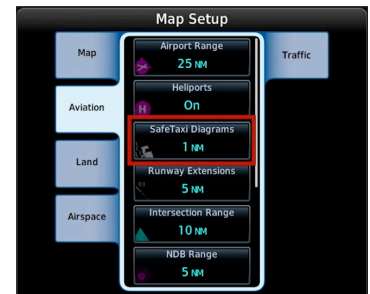 Map Setup
Map
Aviation
Land
Airspace
Airport Range
25 NM
Heliports
H
On
SafeTaxi Diagrams
1 NM
Runway Extensions
5 NM
Intersection Range
10 NM
NDB Range
5 NM
Traffic